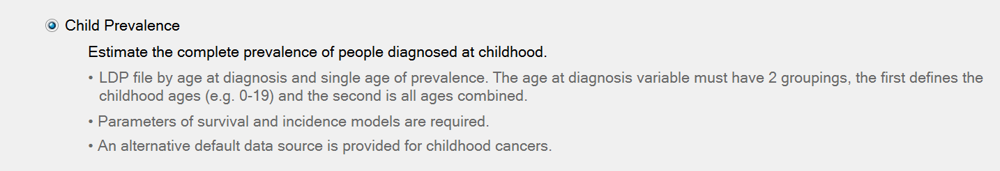 Child Prevalence
Estimate the complete prevalence of people diagnosed at childhood.
• LDP file by age at diagnosis and single age of prevalence. The age at diagnosis variable must have 2 groupings, the first defines the
childhood ages (e.g. 0-19) and the second is all ages combined.
• Parameters of survival and incidence models are required.
• An alternative default data source is provided for childhood cancers.